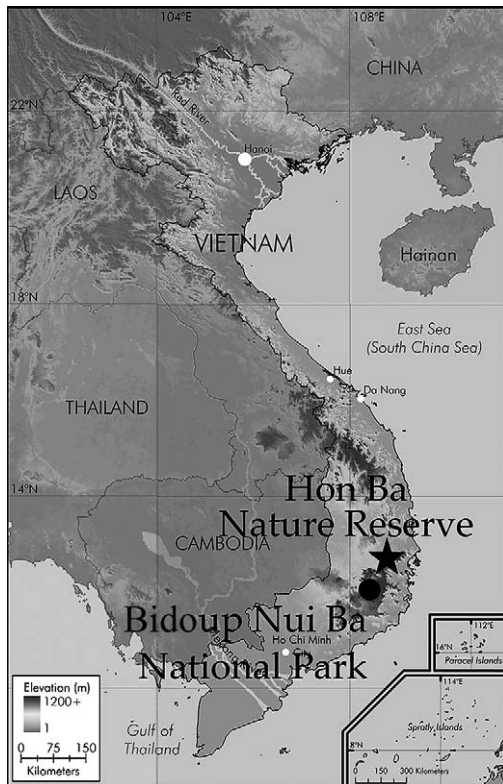 104°E
108°E
CHINA
22°N
Red River
Hanoi
LAOS
VIETNAM
Hainan
18°N
East Sea
(South China Sea)
Hue
Da Nang
THAILAND
14°N
Hon Ba
Nature Reserve
CAMBODIA
Bidoup Nui Ba
Ho Chi Minh
City
National Park
112°E
16°N
Paracel Islands
114°E
Elevation (m)
1200+
1
Gulf of
Thailand
Spratly Islands
8°N
0 75 150
Kilometers
0 150 300 Kilometers